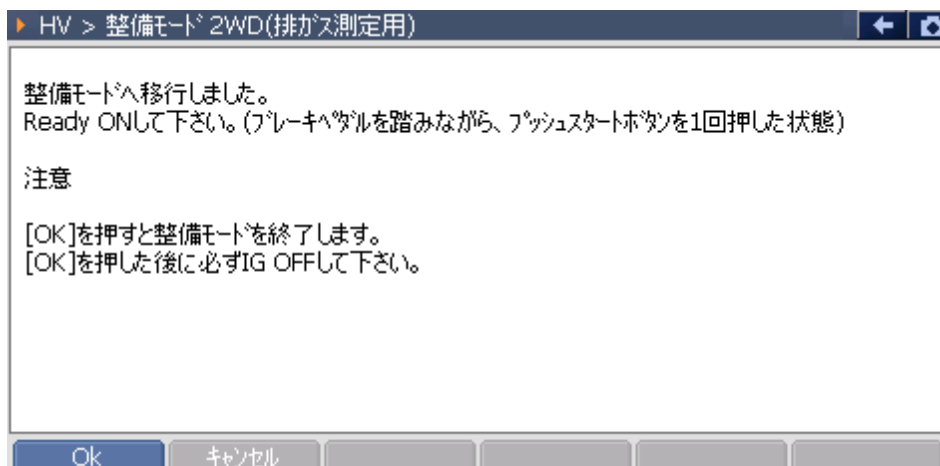 HV > 整備ﾓｰﾄﾞ 2WD(排ｶﾞｽ測定用)
整備ﾓｰﾄﾞへ移行しました。
Ready ONして下さい。(ﾌﾞﾚｰｷﾍﾟﾀﾞﾙを踏みながら、ﾌﾟｯｼｭｽﾀｰﾄﾎﾞﾀﾝを1回押した状態)
注意
[OK]を押すと整備ﾓｰﾄﾞを終了します。
[OK]を押した後に必ずIG OFFして下さい。
Ok ｷｬﾝｾﾙ